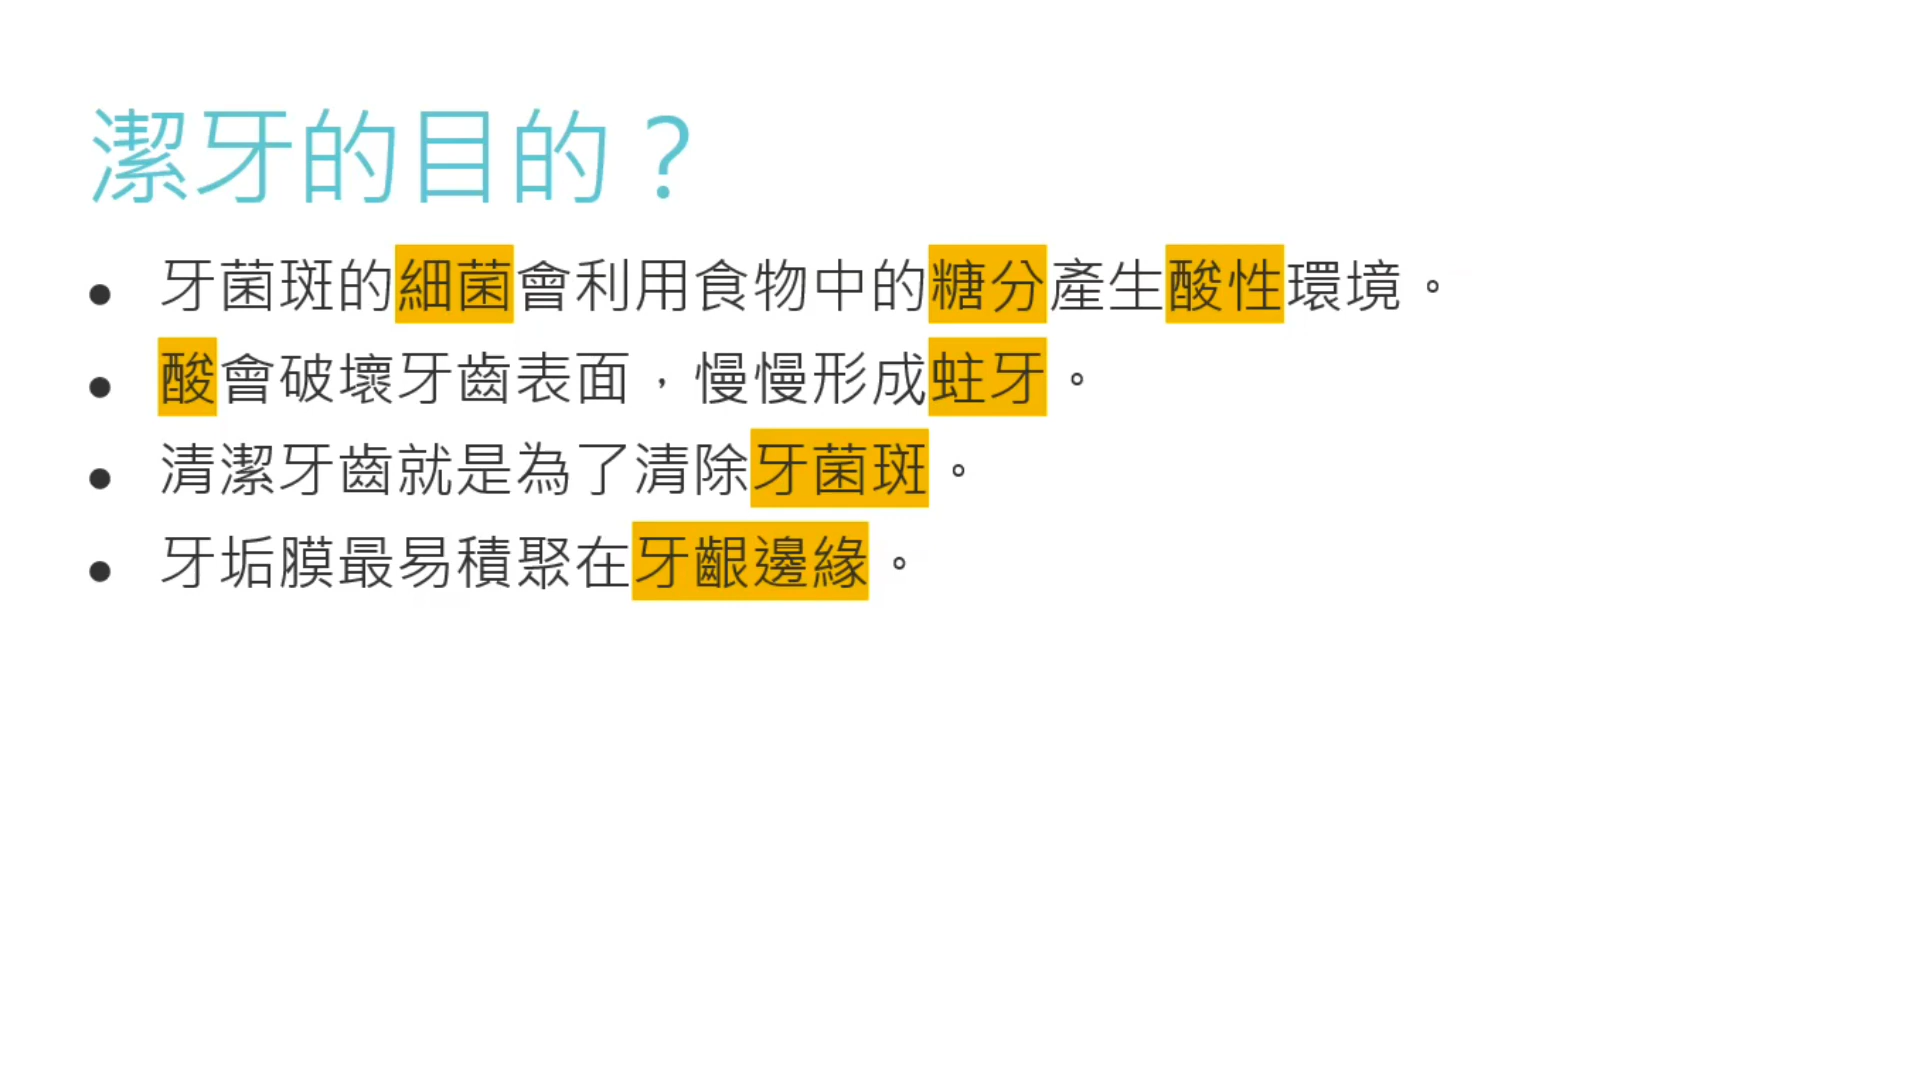 潔牙的目的？
● 牙菌斑的細菌會利用食物中的糖分產生酸性環境。
● 酸會破壞牙齒表面，慢慢形成蛀牙。
● 清潔牙齒就是為了清除牙菌斑。
● 牙垢膜最易積聚在牙齦邊緣。